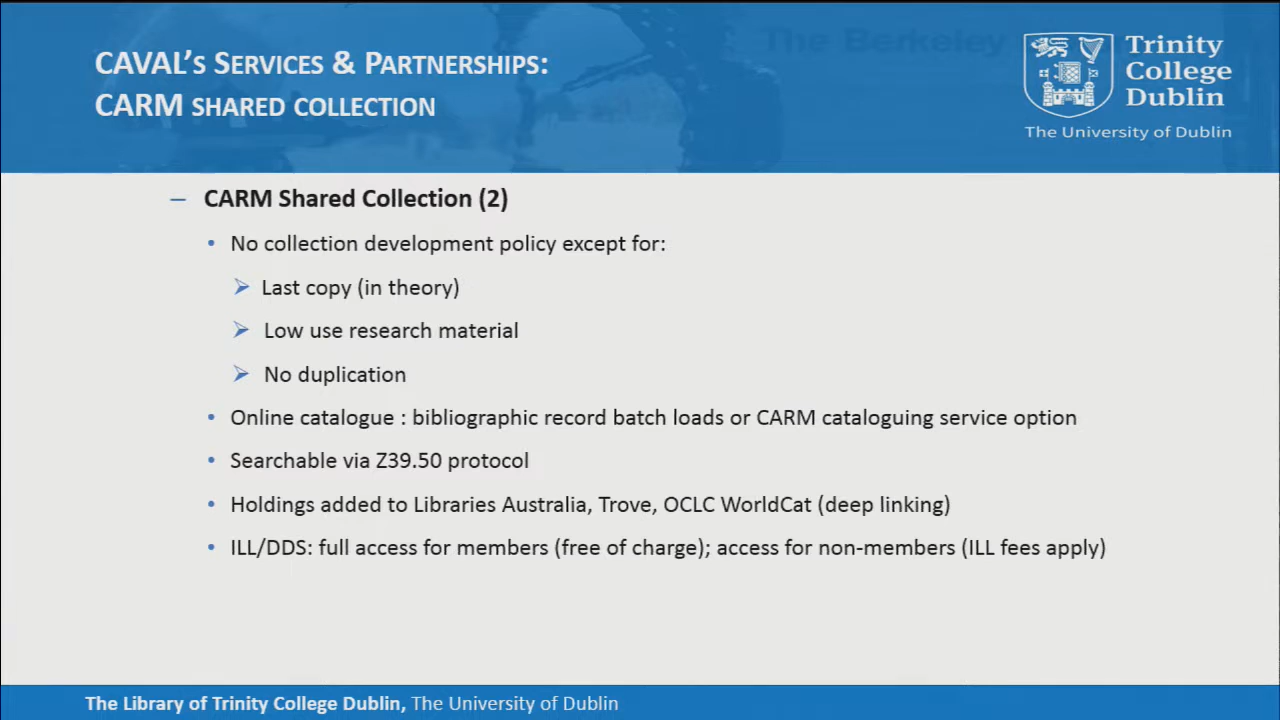 CAVAL's Services & Partnerships:
CARM shared collection
The Berkeley
Trinity
College
Dublin
The University of Dublin
– CARM Shared Collection (2)
• No collection development policy except for:
➢ Last copy (in theory)
➢ Low use research material
➢ No duplication
• Online catalogue : bibliographic record batch loads or CARM cataloguing service option
• Searchable via Z39.50 protocol
• Holdings added to Libraries Australia, Trove, OCLC WorldCat (deep linking)
• ILL/DDS: full access for members (free of charge); access for non-members (ILL fees apply)
The Library of Trinity College Dublin, The University of Dublin